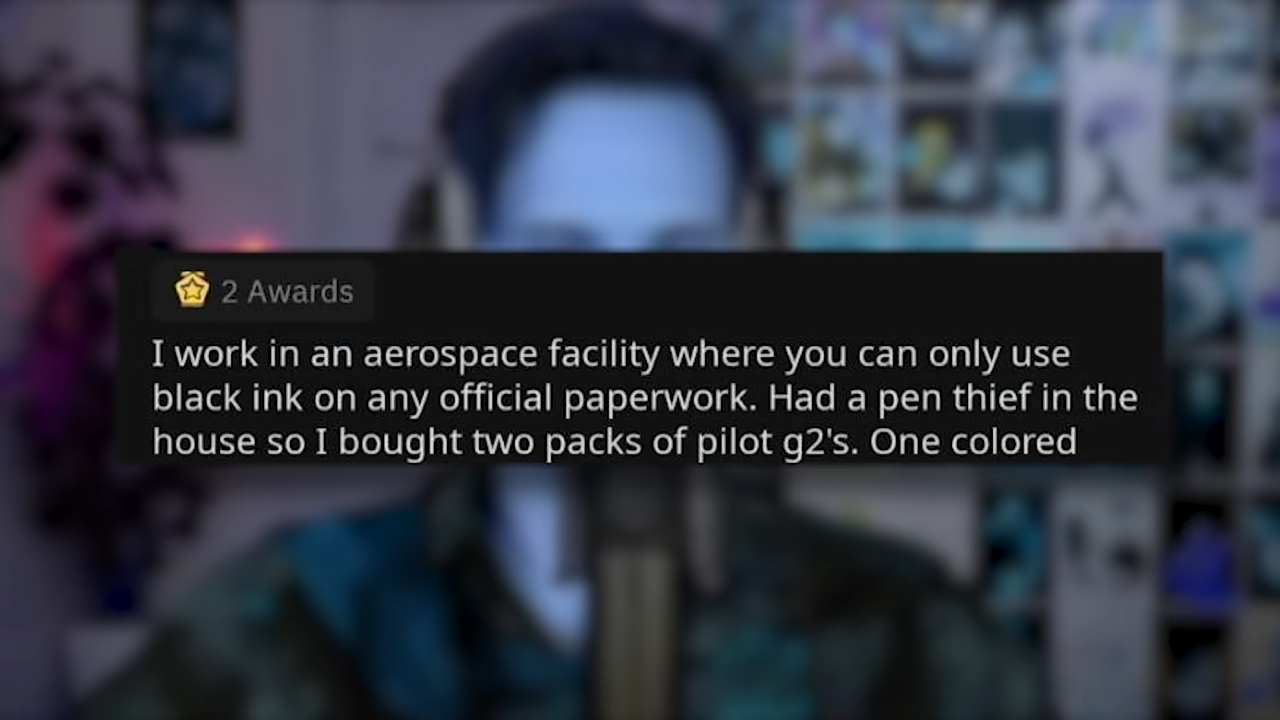 2 Awards
I work in an aerospace facility where you can only use
black ink on any official paperwork. Had a pen thief in the
house so I bought two packs of pilot g2's. One colored